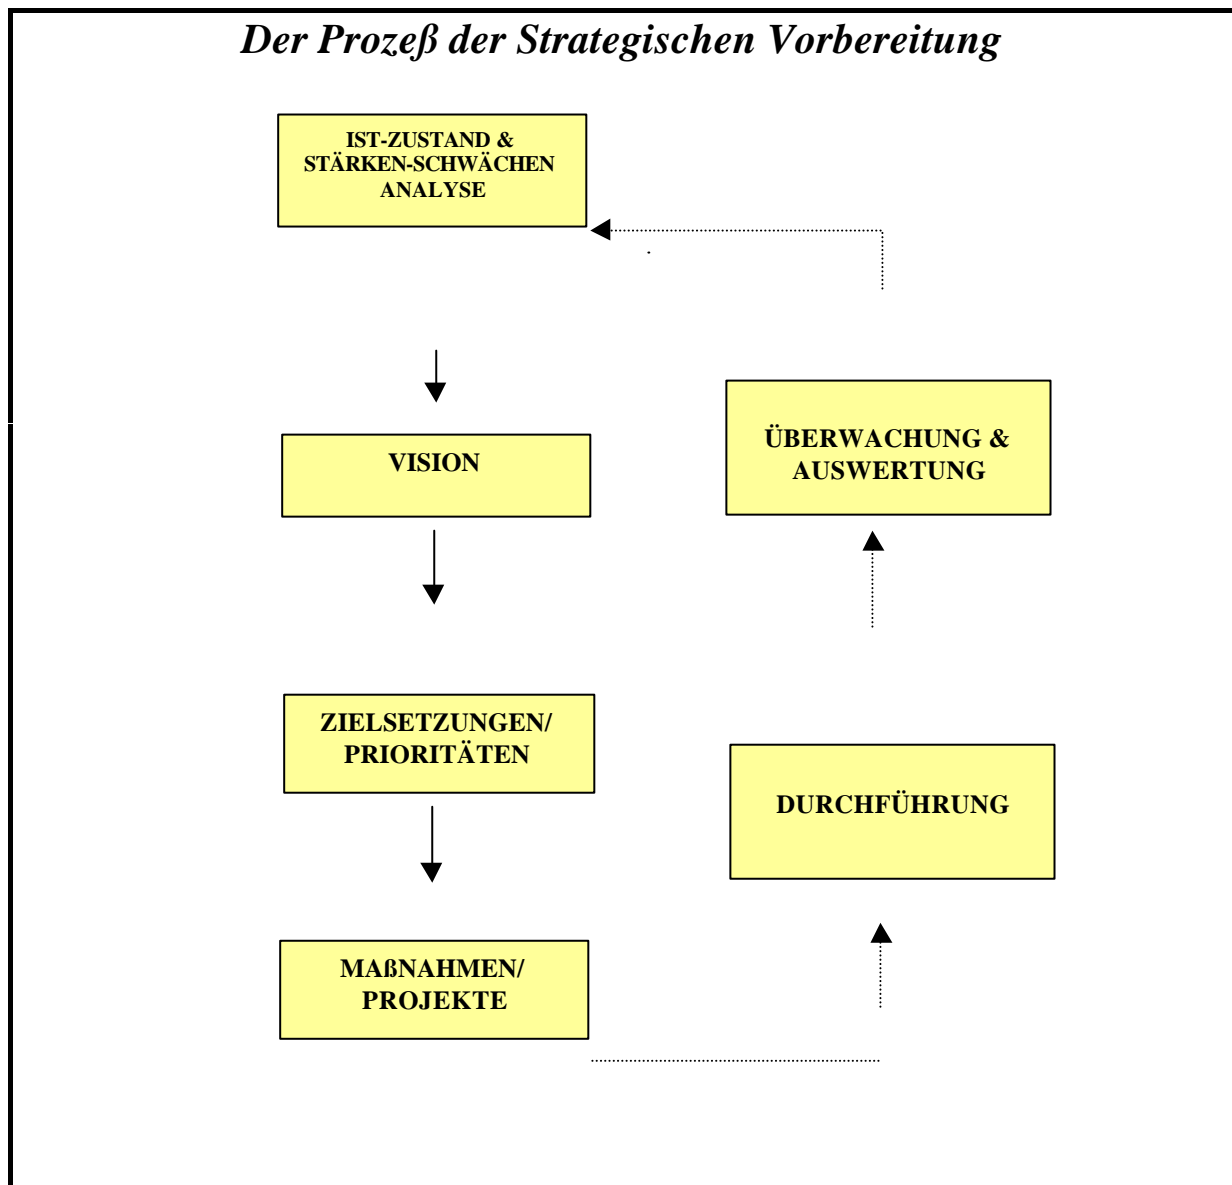 Der Prozeß der Strategischen Vorbereitung
IST-ZUSTAND &
STÄRKEN-SCHWÄCHEN
ANALYSE
VISION
ZIELSETZUNGEN/
PRIORITÄTEN
MAßNAHMEN/
PROJEKTE
DURCHFÜHRUNG
ÜBERWACHUNG &
AUSWERTUNG